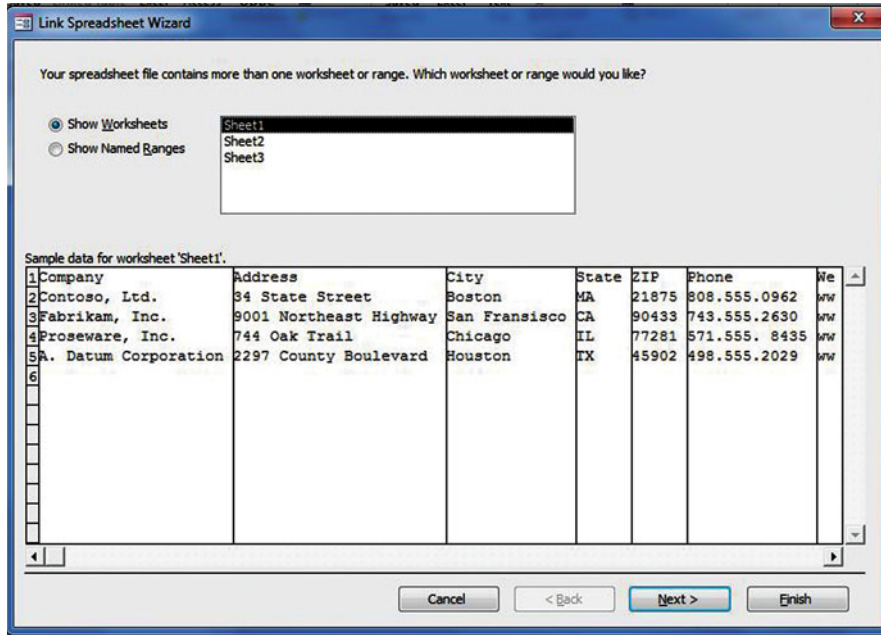 Link Spreadsheet Wizard
Your spreadsheet file contains more than one worksheet or range. Which worksheet or range would you like?
Show Worksheets
Show Named Ranges
Sheet1
Sheet2
Sheet3
Sample data for worksheet 'Sheet1'.
1 Company Address City State ZIP Phone We
2 Contoso, Ltd. 34 State Street Boston MA 21875 808.555.0962 ww
3 Fabrikam, Inc. 9001 Northeast Highway San Fransisco CA 90433 743.555.2630 ww
4 Proseware, Inc. 744 Oak Trail Chicago IL 77281 571.555. 8435 ww
5 A. Datum Corporation 2297 County Boulevard Houston TX 45902 498.555.2029 ww
6
Cancel < Back Next > Finish